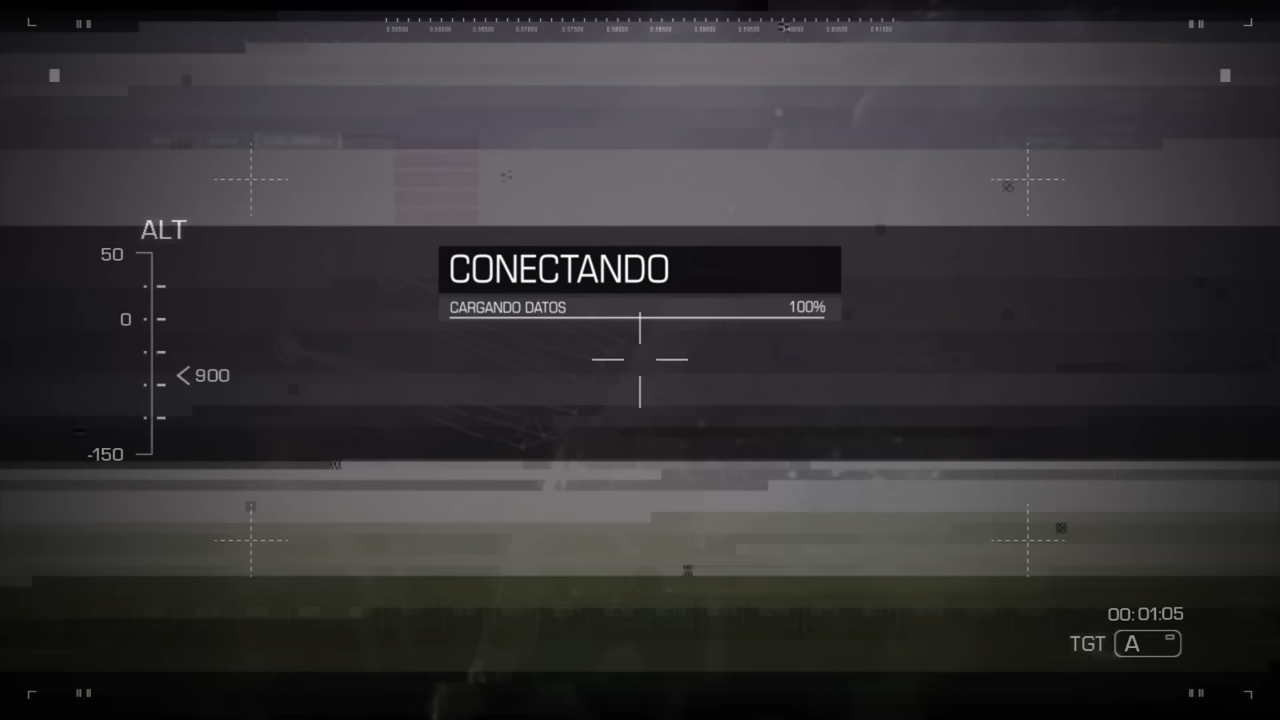 ALT
50
0
900
-150
CONECTANDO
CARGANDO DATOS 100%
00:01:05
TGT A